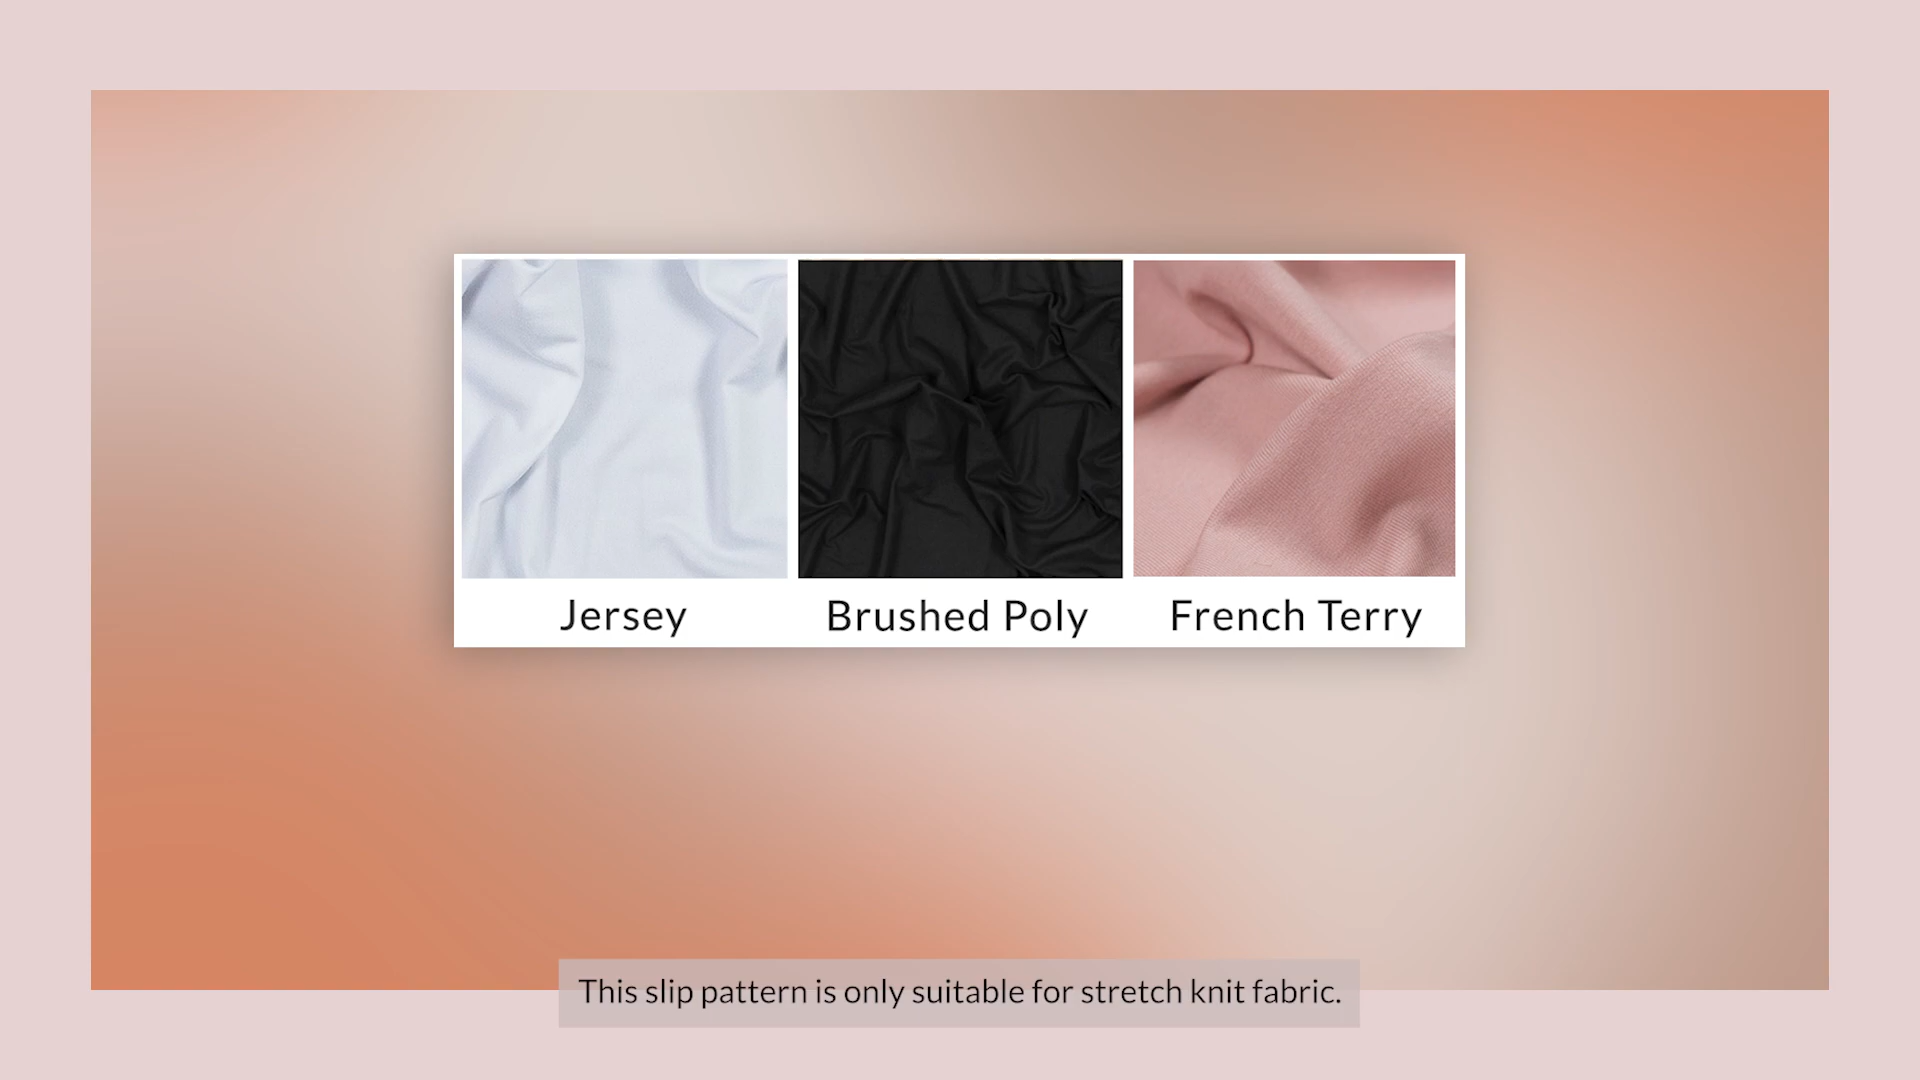 Jersey
Brushed Poly
French Terry
This slip pattern is only suitable for stretch knit fabric.